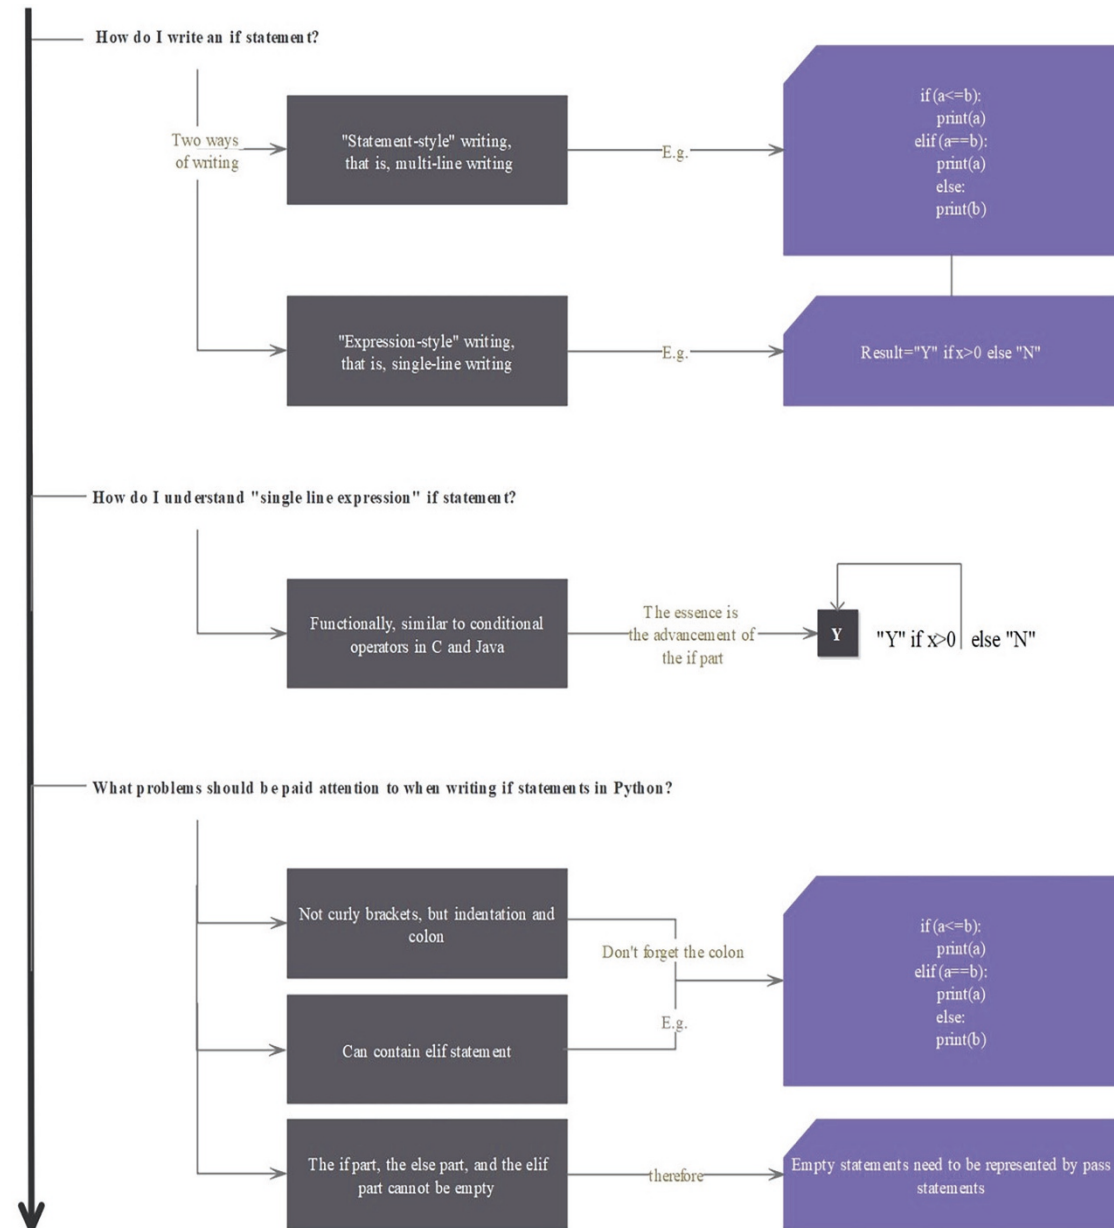 How do I write an if statement?
Two ways
of writing
"Statement-style" writing,
that is, multi-line writing
E.g.
if (a<=b):
print(a)
elif (a==b):
print(a)
else:
print(b)
"Expression-style" writing,
that is, single-line writing
E.g.
Result="Y" if x>0 else "N"
How do I understand "single line expression" if statement?
Functionally, similar to conditional
operators in C and Java
The essence is
the advancement of
the if part
Y
"Y" if x>0 else "N"
What problems should be paid attention to when writing if statements in Python?
Not curly brackets, but indentation and
colon
Don't forget the colon
Can contain elif statement
E.g.
if (a<=b):
print(a)
elif (a==b):
print(a)
else:
print(b)
The if part, the else part, and the elif
part cannot be empty
therefore
Empty statements need to be represented by pass
statements